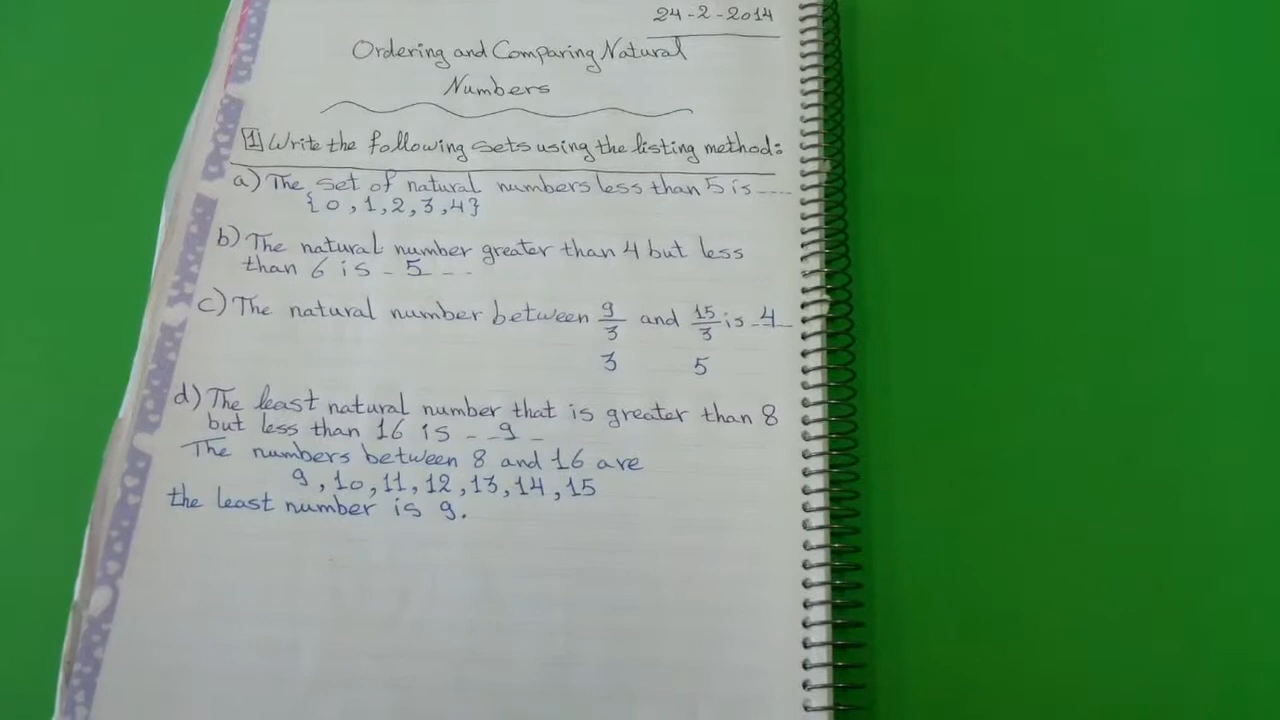 24-2-2014
Ordering and Comparing Natural
Numbers
1 Write the following sets using the listing method:
a) The set of natural numbers less than 5 is ....
{0, 1, 2, 3, 4}
b) The natural number greater than 4 but less
than 6 is - 5 - - -
c) The natural number between 9/3 and 15/3 is 4
3 5
d) The least natural number that is greater than 8
but less than 16 is - - 9 -
The numbers between 8 and 16 are
9, 10, 11, 12, 13, 14, 15
the least number is 9.